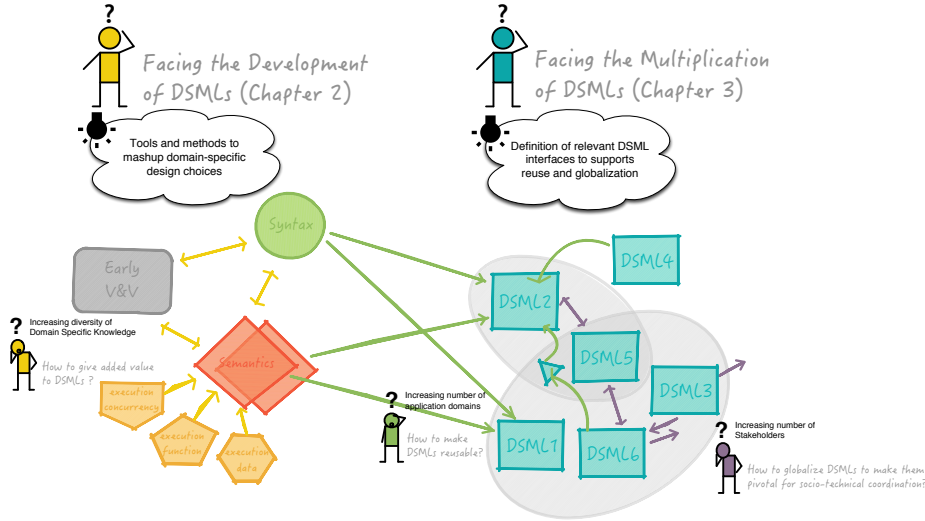 ?
?
Facing the Development
of DSMLs (Chapter 2)
Facing the Multiplication
of DSMLs (Chapter 3)
Tools and methods to
mashup domain-specific
design choices
Definition of relevant DSML
interfaces to supports
reuse and globalization
Syntax
Early
V&V
DSML4
DSML2
?
Increasing diversity of
Domain Specific Knowledge
How to give added value
to DSMLs ?
Semantics
DSML5
execution
concurrency
execution
function
execution
data
?
Increasing number of
application domains
How to make
DSMLs reusable?
DSML3
DSML1
DSML6
?
Increasing number of
Stakeholders
How to globalize DSMLs to make them
pivotal for socio-technical coordination?